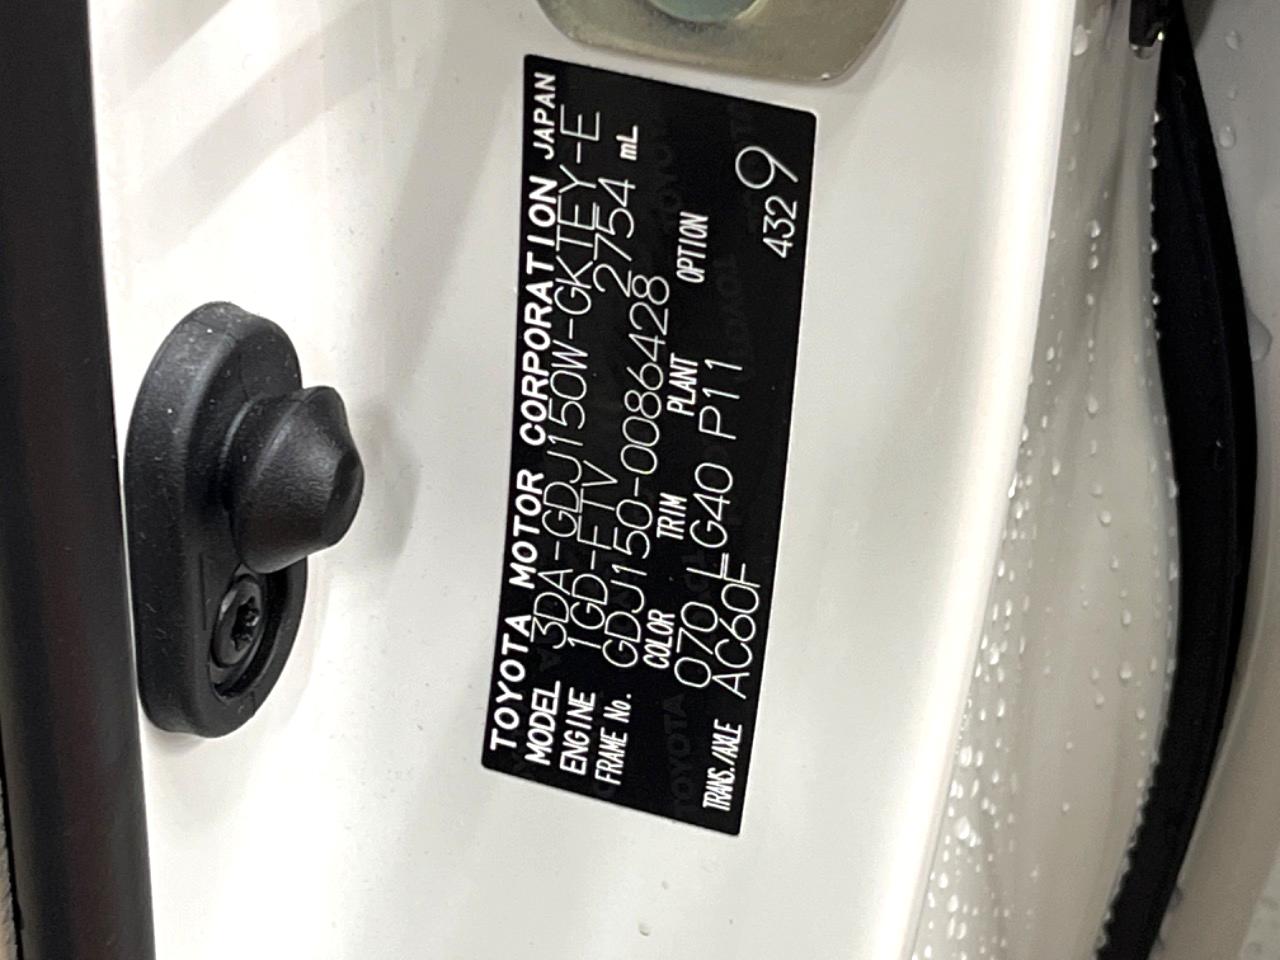 TOYOTA MOTOR CORPORATION JAPAN
MODEL 3DA-GDJ150W-GKTEY-E
ENGINE 1GD-FTV 2754 mL
FRAME No. GDJ150-0086428
COLOR TRIM PLANT OPTION
070 LG40 P11
TRANS./AXLE AC60F 4329